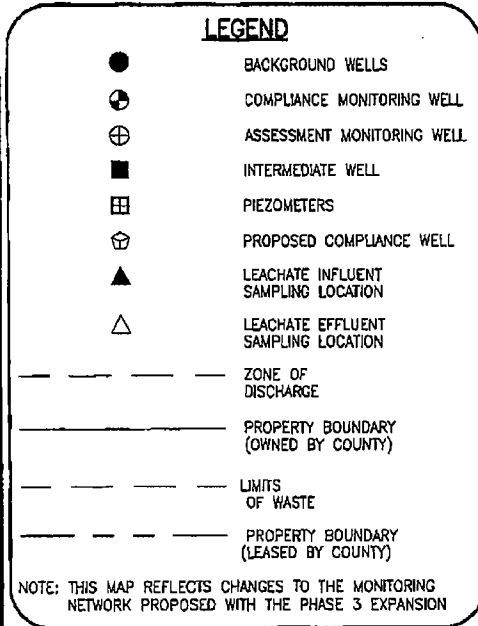 LEGEND
BACKGROUND WELLS
COMPLIANCE MONITORING WELL
ASSESSMENT MONITORING WELL
INTERMEDIATE WELL
PIEZOMETERS
PROPOSED COMPLIANCE WELL
LEACHATE INFLUENT
SAMPLING LOCATION
LEACHATE EFFLUENT
SAMPLING LOCATION
ZONE OF
DISCHARGE
PROPERTY BOUNDARY
(OWNED BY COUNTY)
LIMITS
OF WASTE
PROPERTY BOUNDARY
(LEASED BY COUNTY)
NOTE: THIS MAP REFLECTS CHANGES TO THE MONITORING
NETWORK PROPOSED WITH THE PHASE 3 EXPANSION